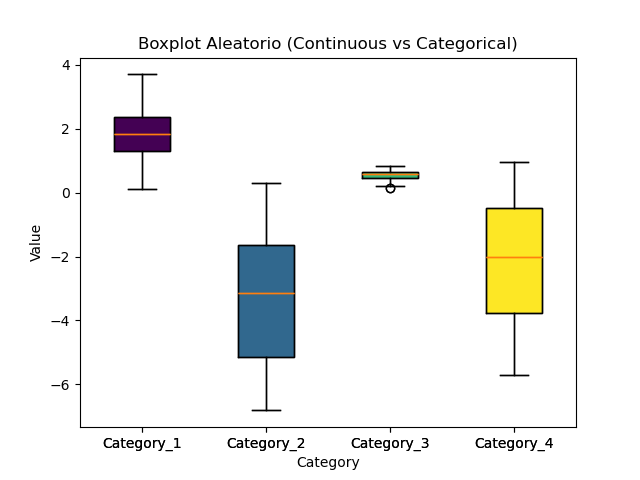 Boxplot Aleatorio (Continuous vs Categorical)
4
2
0
−2
−4
−6
Value
Category_1 Category_2 Category_3 Category_4
Category